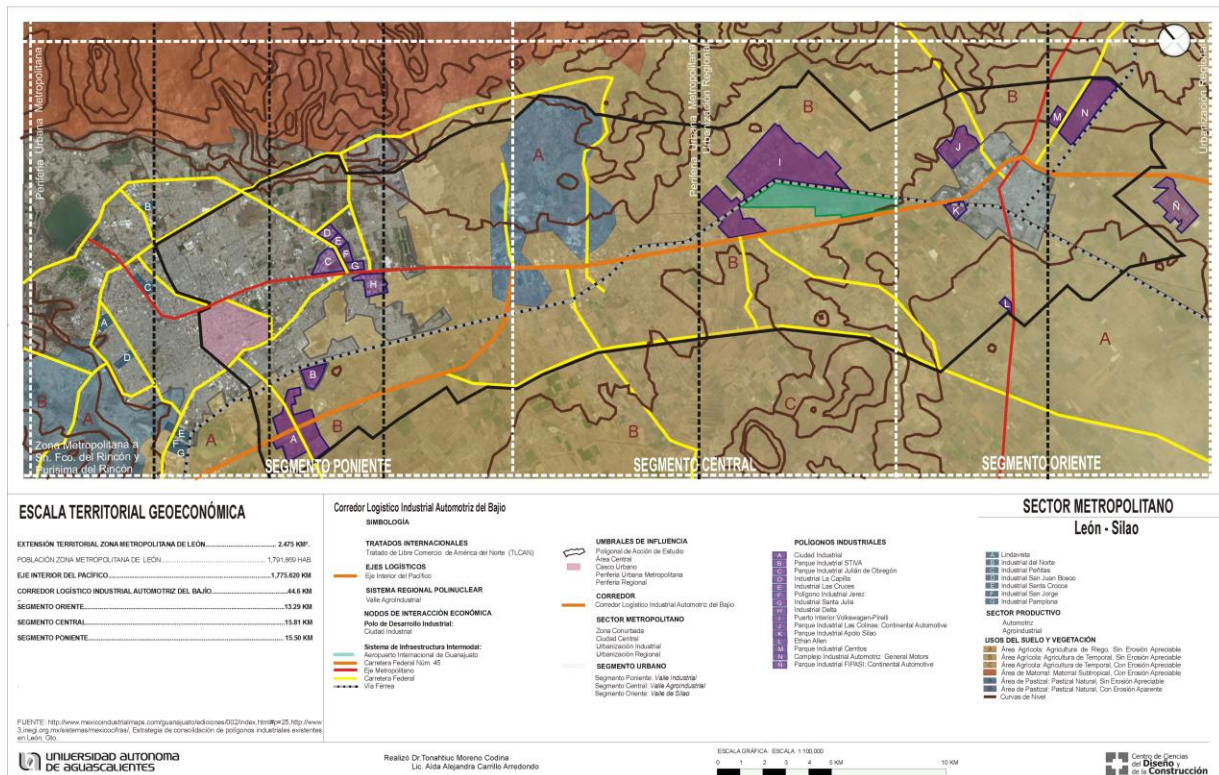 Periferia Urbana Metropolitana
Periferia Urbana Metropolitana
Urbanización Regional
Urbanización Regional
A
B
B
I
J
M
N
Ñ
K
L
B
C
A
D
D
E
F
C
G
H
B
A
B
A
B
A
E
F
G
A
B
B
C
A
Zona Metropolitana a
Sn. Fco. del Rincón y
Purísima del Rincón
SEGMENTO PONIENTE
SEGMENTO CENTRAL
SEGMENTO ORIENTE
ESCALA TERRITORIAL GEOECONÓMICA
EXTENSIÓN TERRITORIAL ZONA METROPOLITANA DE LEÓN 2.475 KM².
POBLACIÓN ZONA METROPOLITANA DE LEÓN 1,791,869 HAB.
EJE INTERIOR DEL PACÍFICO 1,775.620 KM
CORREDOR LOGÍSTICO INDUSTRIAL AUTOMOTRIZ DEL BAJÍO 44.6 KM
SEGMENTO ORIENTE 13.29 KM
SEGMENTO CENTRAL 15.81 KM
SEGMENTO PONIENTE 15.50 KM
FUENTE: http://www.mexicoindustrialmaps.com/guanajuato/ediciones/002/index.html#p=25,http://www
3.inegi.org.mx/sistemas/mexicocifras/, Estrategia de consolidación de polígonos industriales existentes
en León, Gto.
Corredor Logístico Industrial Automotriz del Bajio
SIMBOLOGÍA
TRATADOS INTERNACIONALES
Tratado de Libre Comercio de América del Norte (TLCAN)
EJES LOGÍSTICOS
Eje Interior del Pacífico
SISTEMA REGIONAL POLINUCLEAR
Valle AgroIndustrial
NODOS DE INTERACCIÓN ECONÓMICA
Polo de Desarrollo Industrial:
Ciudad Industrial
Sistema de Infraestructura Intermodal:
Aeropuerto Internacional de Guanajuato
Carretera Federal Núm. 45
Eje Metropolitano
Carretera Federal
Vía Férrea
UMBRALES DE INFLUENCIA
Poligonal de Acción de Estudio
Área Central
Casco Urbano
Periferia Urbana Metropolitana
Periferia Regional
CORREDOR
Corredor Logístico Industrial Automotriz del Bajio
SECTOR METROPOLITANO
Zona Conurbada
Ciudad Central
Urbanización Industrial
Urbanización Regional
SEGMENTO URBANO
Segmento Poniente: Valle Industrial
Segmento Central: Valle Agroindustrial
Segmento Oriente: Valle de Silao
POLÍGONOS INDUSTRIALES
A Ciudad Industrial
B Parque Industrial STIVA
C Parque Industrial Julián de Obregón
D Industrial La Capilla
E Industrial Las Cruces
F Polígono Industrial Jerez
G Industrial Santa Julia
H Industrial Delta
I Puerto Interior:Volkswagen-Pirelli
J Parque Industrial Las Colinas: Continental Automotive
K Parque Industrial Apolo Silao
L Ethan Allen
M Parque Industrial Cerritos
N Complejo Industrial Automotriz: General Motors
Ñ Parque Industrial FIPASI: Continental Automotive
SECTOR METROPOLITANO
León - Silao
A Lindavista
B Industrial del Norte
C Industrial Peñitas
D Industrial San Juan Bosco
E Industrial Santa Crocce
F Industrial San Jorge
G Industrial Pamplona
SECTOR PRODUCTIVO
Automotriz
Agroindustrial
USOS DEL SUELO Y VEGETACIÓN
A Área Agrícola: Agricultura de Riego, Sin Erosión Apreciable
B Área Agrícola: Agricultura de Temporal, Sin Erosión Apreciable
C Área Agrícola: Agricultura de Temporal, Con Erosión Apreciable
Área de Matorral: Matorral Subtropical, Con Erosión Apreciable
Área de Pastizal: Pastizal Natural, Sin Erosión Apreciable
Área de Pastizal: Pastizal Natural, Con Erosión Aparente
Curvas de Nivel
UNIVERSIDAD AUTONOMA
DE AGUASCALIENTES
Realizó Dr.Tonahtiuc Moreno Codina
Lic. Aida Alejandra Carrillo Arredondo
ESCALA GRÁFICA: ESCALA: 1:100,000
0 1 2 3 4 5 KM 10 KM
Centro de Ciencias
del Diseño y
de la Construcción